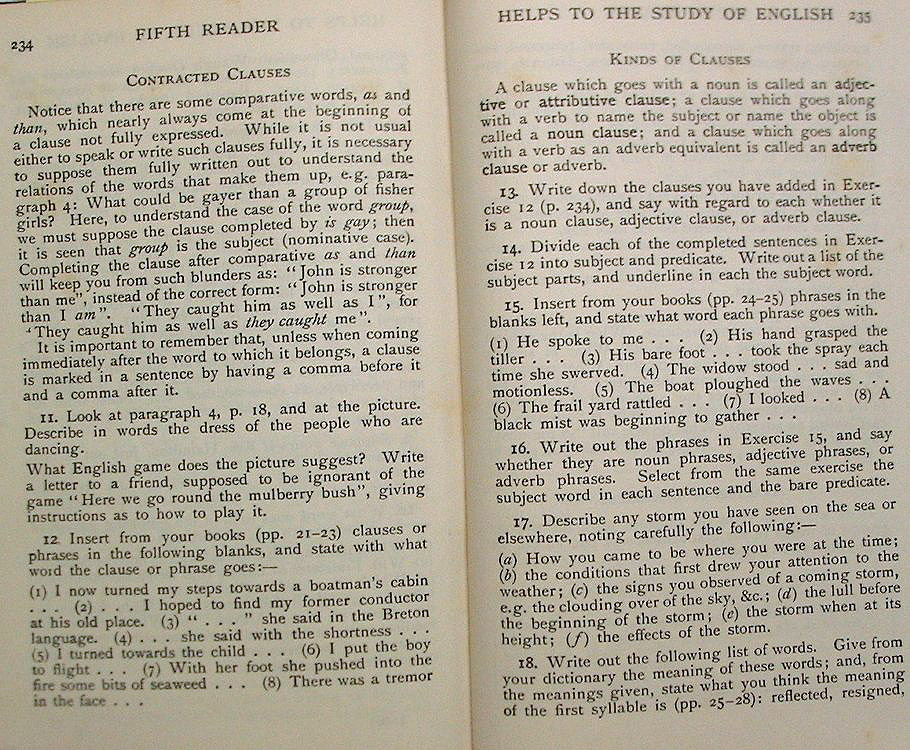 234
FIFTH READER
CONTRACTED CLAUSES
Notice that there are some comparative words, as and
than, which nearly always come at the beginning of
a clause not fully expressed. While it is not usual
either to speak or write such clauses fully, it is necessary
to suppose them fully written out to understand the
relations of the words that make them up, e.g. para-
graph 4: What could be gayer than a group of fisher
girls? Here, to understand the case of the word group,
we must suppose the clause completed by is gay; then
it is seen that group is the subject (nominative case).
Completing the clause after comparative as and than
will keep you from such blunders as: "John is stronger
than me", instead of the correct form: "John is stronger
than I am". "They caught him as well as I", for
"They caught him as well as they caught me".
It is important to remember that, unless when coming
immediately after the word to which it belongs, a clause
is marked in a sentence by having a comma before it
and a comma after it.
11. Look at paragraph 4, p. 18, and at the picture.
Describe in words the dress of the people who are
dancing.
What English game does the picture suggest? Write
a letter to a friend, supposed to be ignorant of the
game "Here we go round the mulberry bush", giving
instructions as to how to play it.
12. Insert from your books (pp. 21-23) clauses or
phrases in the following blanks, and state with what
word the clause or phrase goes:—
(1) I now turned my steps towards a boatman's cabin
. . . (2) . . . I hoped to find my former conductor
at his old place. (3) " . . . " she said in the Breton
language. (4) . . . she said with the shortness . . .
(5) I turned towards the child . . . (6) I put the boy
to flight . . . (7) With her foot she pushed into the
fire some bits of seaweed . . . (8) There was a tremor
in the face . . .
HELPS TO THE STUDY OF ENGLISH 235
KINDS OF CLAUSES
A clause which goes with a noun is called an adjec-
tive or attributive clause; a clause which goes along
with a verb to name the subject or name the object is
called a noun clause; and a clause which goes along
with a verb as an adverb equivalent is called an adverb
clause or adverb.
13. Write down the clauses you have added in Exer-
cise 12 (p. 234), and say with regard to each whether it
is a noun clause, adjective clause, or adverb clause.
14. Divide each of the completed sentences in Exer-
cise 12 into subject and predicate. Write out a list of the
subject parts, and underline in each the subject word.
15. Insert from your books (pp. 24-25) phrases in the
blanks left, and state what word each phrase goes with.
(1) He spoke to me . . . (2) His hand grasped the
tiller . . . (3) His bare foot . . . took the spray each
time she swerved. (4) The widow stood . . . sad and
motionless. (5) The boat ploughed the waves . . .
(6) The frail yard rattled . . . (7) I looked . . . (8) A
black mist was beginning to gather . . .
16. Write out the phrases in Exercise 15, and say
whether they are noun phrases, adjective phrases, or
adverb phrases. Select from the same exercise the
subject word in each sentence and the bare predicate.
17. Describe any storm you have seen on the sea or
elsewhere, noting carefully the following:—
(a) How you came to be where you were at the time;
(b) the conditions that first drew your attention to the
weather; (c) the signs you observed of a coming storm,
e.g. the clouding over of the sky, &c.; (d) the lull before
the beginning of the storm; (e) the storm when at its
height; (f) the effects of the storm.
18. Write out the following list of words. Give from
your dictionary the meaning of these words; and, from
the meanings given, state what you think the meaning
of the first syllable is (pp. 25-28): reflected, resigned,